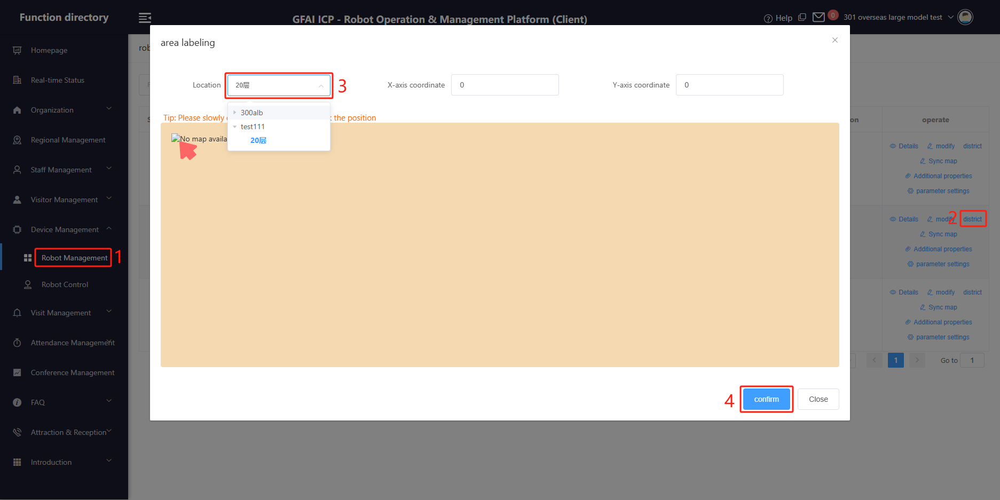 Function directory
GFAI ICP - Robot Operation & Management Platform (Client)
Help
0
301 overseas large model test
Homepage
Real-time Status
Organization
Regional Management
Staff Management
Visitor Management
Device Management
Robot Management
1
Robot Control
Visit Management
Attendance Management
Conference Management
FAQ
Attraction & Reception
Introduction
area labeling
Location
20层
3
X-axis coordinate
0
Y-axis coordinate
0
300alb
test111
20层
Tip: Please slowly
the position
No map availa
4
confirm
Close
rob
on
operate
Details modify district
Sync map
Additional properties
parameter settings
Details modify 2 district
Sync map
Additional properties
parameter settings
Details modify district
Sync map
Additional properties
parameter settings
1
Go to
1